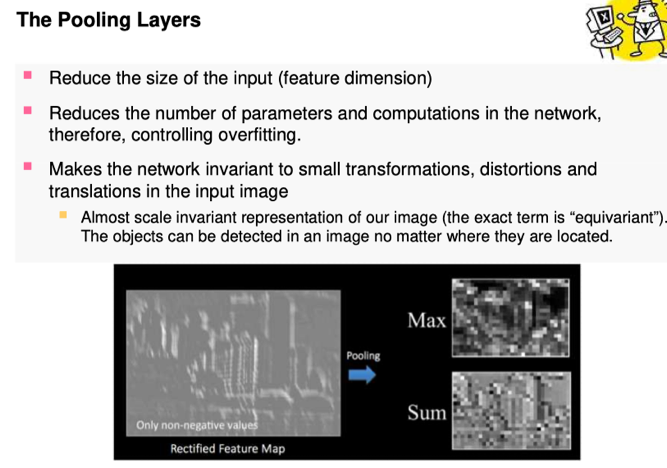 The Pooling Layers
Reduce the size of the input (feature dimension)
Reduces the number of parameters and computations in the network,
therefore, controlling overfitting.
Makes the network invariant to small transformations, distortions and
translations in the input image
Almost scale invariant representation of our image (the exact term is “equivariant”).
The objects can be detected in an image no matter where they are located.
Max
Pooling
Sum
Only non-negative values
Rectified Feature Map